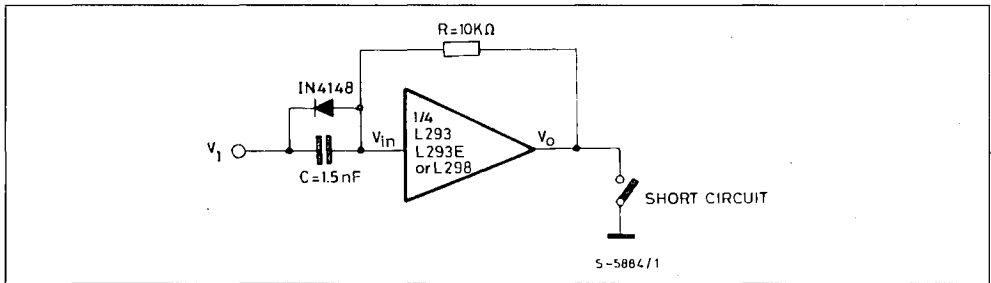 R=10KΩ
IN4148
V1
C=1.5nF
Vin
1/4
L293
L293E
or L298
Vo
SHORT CIRCUIT
S-5884/1